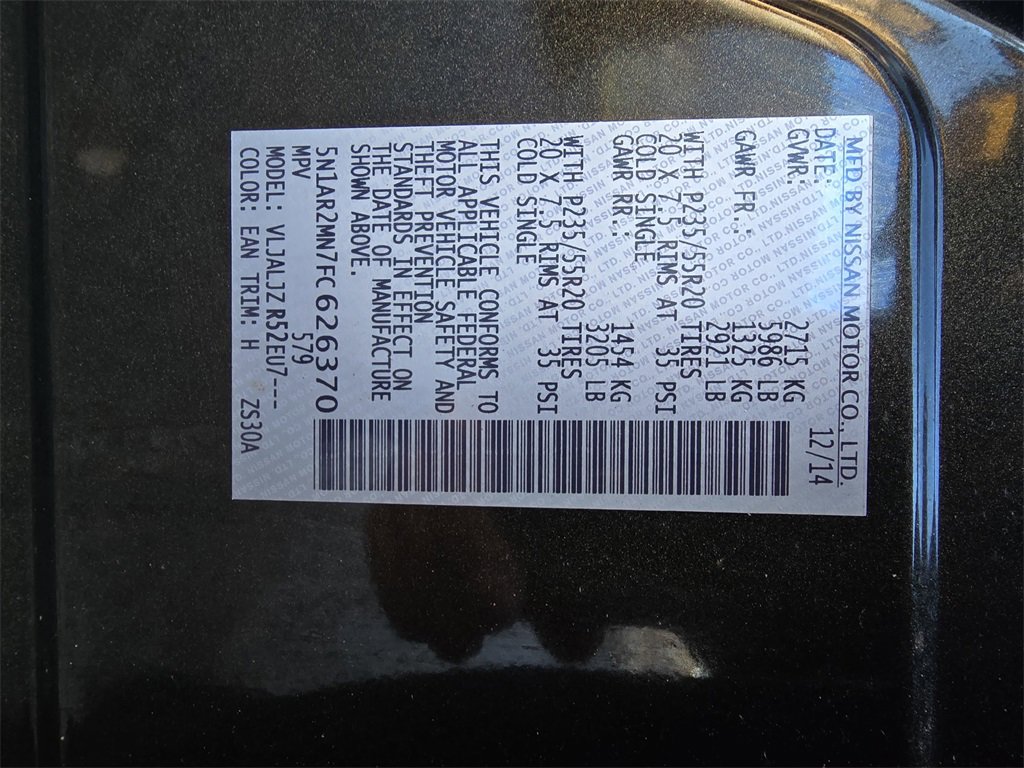 MFD BY NISSAN MOTOR CO., LTD.
DATE: 12/14
GVWR: 2715 KG
5986 LB
GAWR FR.: 1325 KG
2921 LB
WITH P235/55R20 TIRES
20 X 7.5 RIMS AT 35 PSI
COLD SINGLE
GAWR RR.: 1454 KG
3205 LB
WITH P235/55R20 TIRES
20 X 7.5 RIMS AT 35 PSI
COLD SINGLE
THIS VEHICLE CONFORMS TO
ALL APPLICABLE FEDERAL
MOTOR VEHICLE SAFETY AND
THEFT PREVENTION
STANDARDS IN EFFECT ON
THE DATE OF MANUFACTURE
SHOWN ABOVE.
5N1AR2MN7FC626370
MPV 579
MODEL: VLJALJZ R52EU7---
COLOR: EAN TRIM: H ZS30A